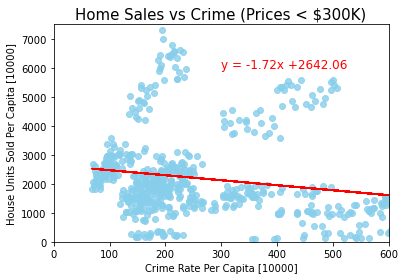 Home Sales vs Crime (Prices < $300K)
y = -1.72x +2642.06
House Units Sold Per Capita [10000]
7000
6000
5000
4000
3000
2000
1000
0
0 100 200 300 400 500 600
Crime Rate Per Capita [10000]